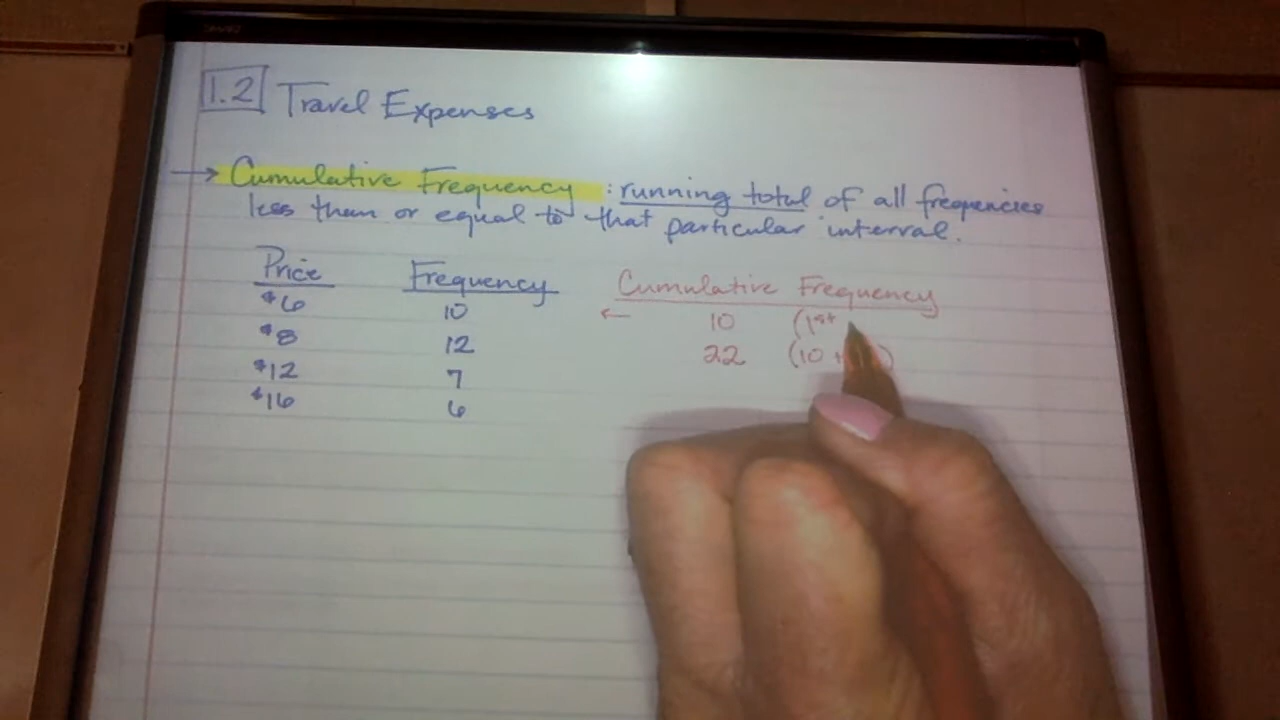 1.2 Travel Expenses
→ Cumulative Frequency : running total of all frequencies
less than or equal to that particular interval.
Price Frequency Cumulative Frequency
$6 10 ← 10 (1st
$8 12 22 (10 + )
$12 7
$16 6